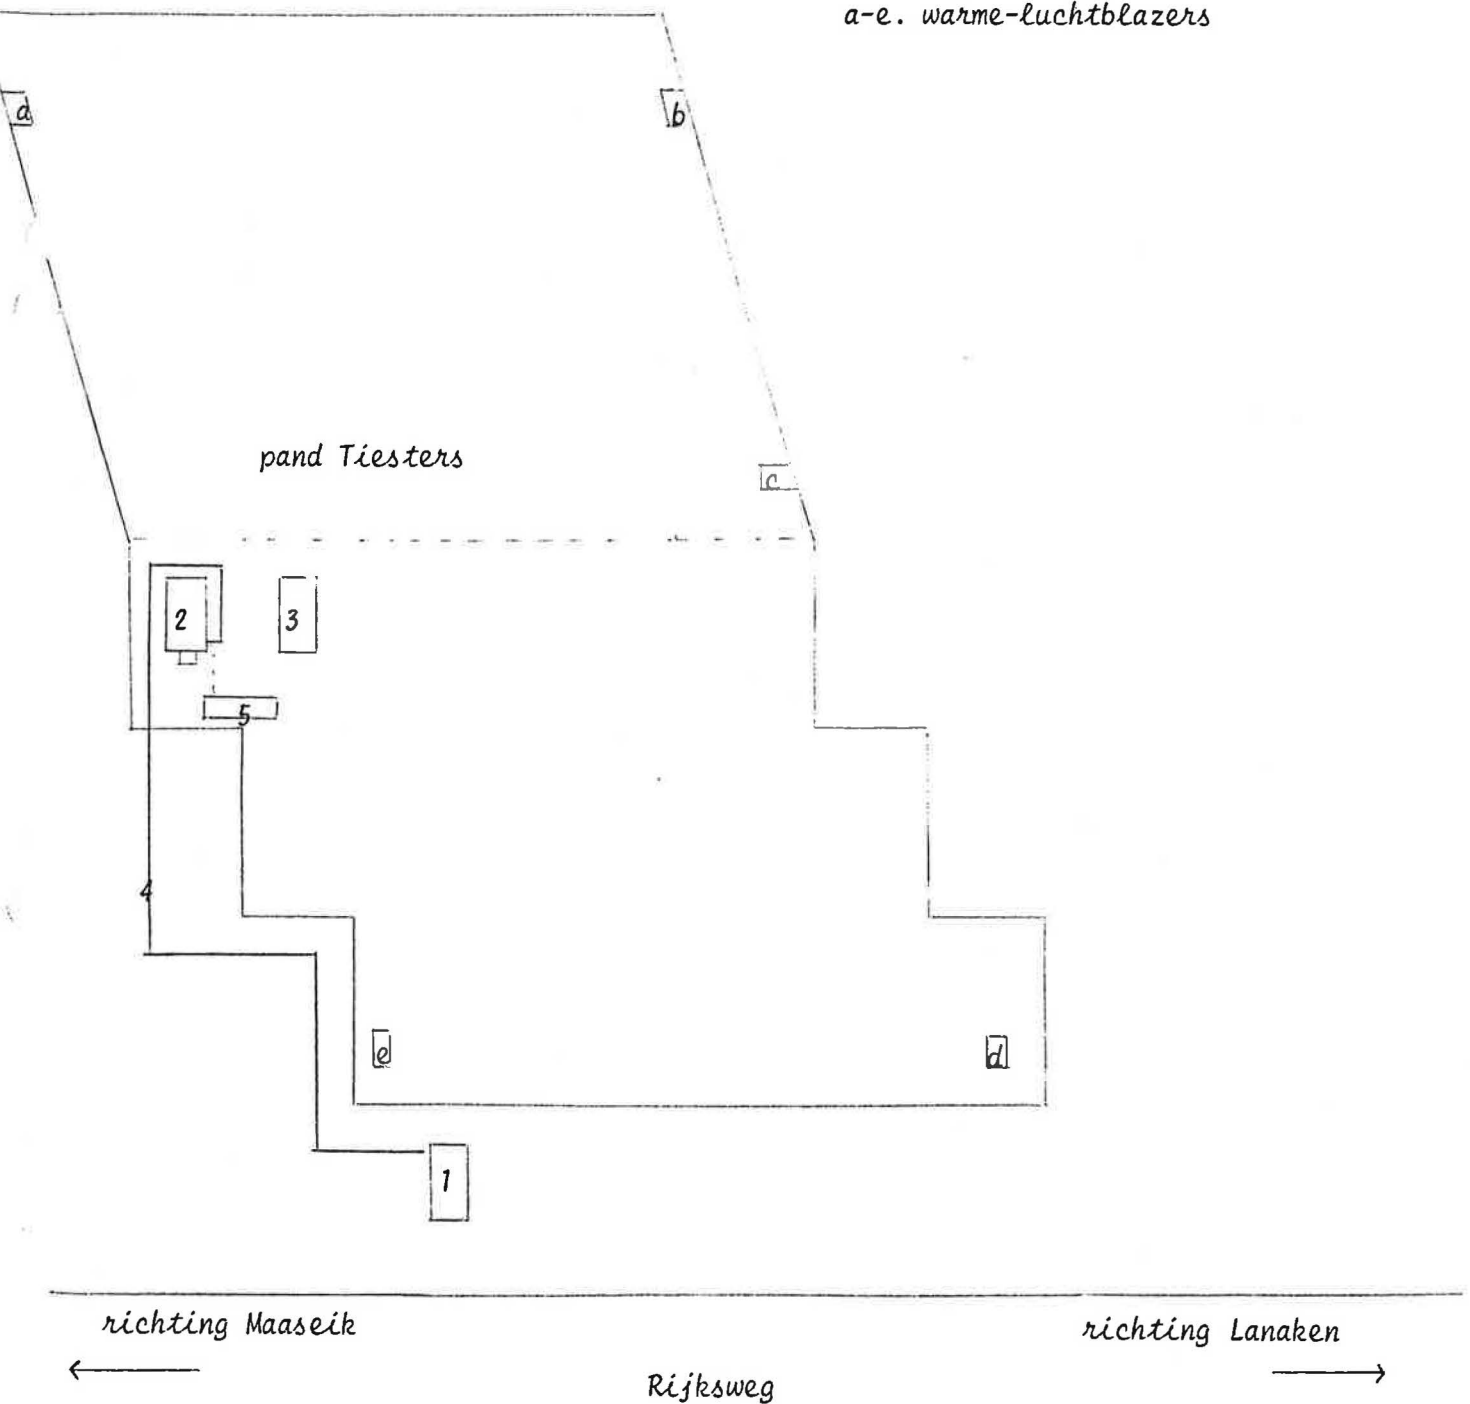 a-e. warme-luchtblazers
a
b
pand Tiesters
c
2
3
5
4
e
d
1
richting Maaseik
richting Lanaken
Rijksweg